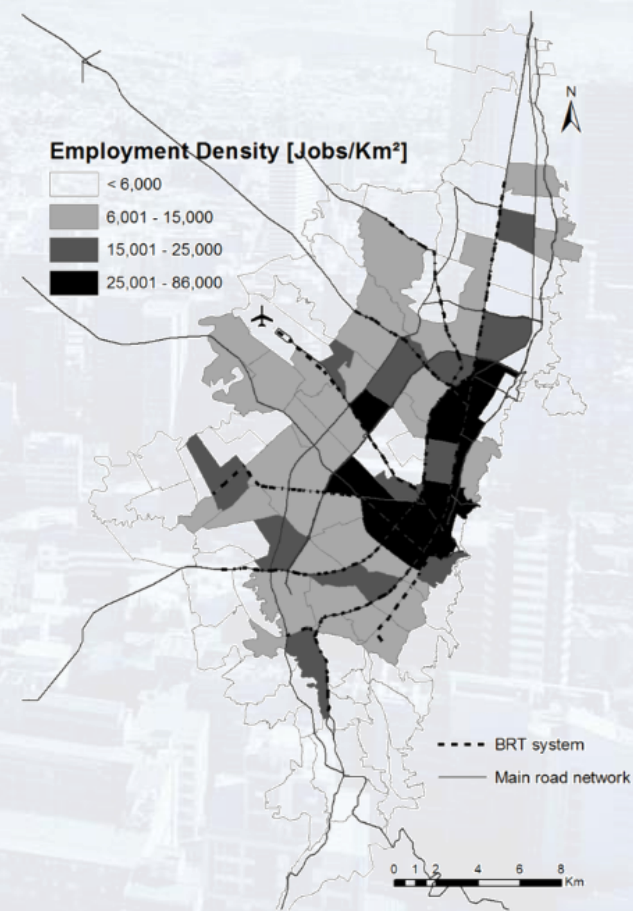 N
Employment Density [Jobs/Km²]
< 6,000
6,001 - 15,000
15,001 - 25,000
25,001 - 86,000
BRT system
Main road network
0 1 2 4 6 8
Km